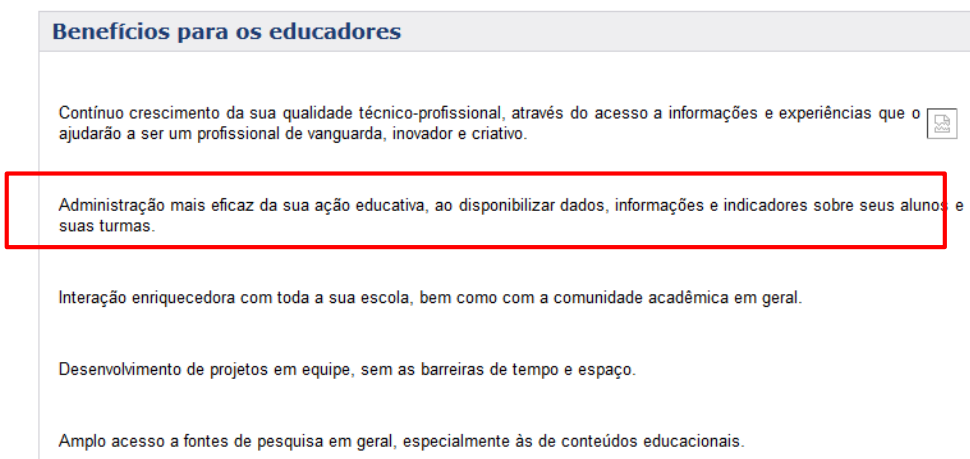 Benefícios para os educadores
Contínuo crescimento da sua qualidade técnico-profissional, através do acesso a informações e experiências que o
ajudarão a ser um profissional de vanguarda, inovador e criativo.
Administração mais eficaz da sua ação educativa, ao disponibilizar dados, informações e indicadores sobre seus alunos e
suas turmas.
Interação enriquecedora com toda a sua escola, bem como com a comunidade acadêmica em geral.
Desenvolvimento de projetos em equipe, sem as barreiras de tempo e espaço.
Amplo acesso a fontes de pesquisa em geral, especialmente às de conteúdos educacionais.